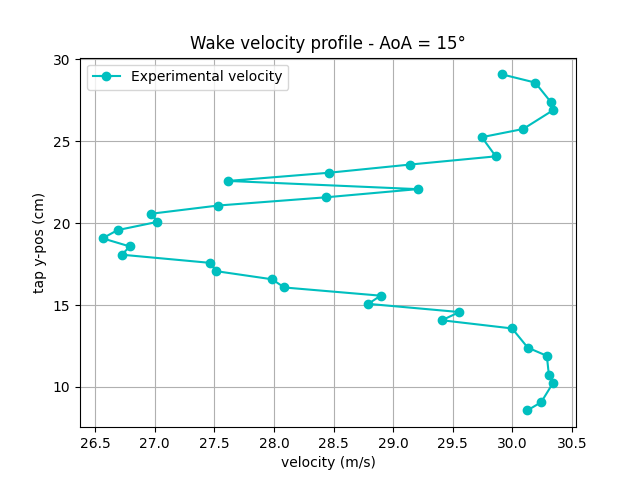 Wake velocity profile - AoA = 15°
Experimental velocity
30
25
20
15
10
tap y-pos (cm)
26.5 27.0 27.5 28.0 28.5 29.0 29.5 30.0 30.5
velocity (m/s)